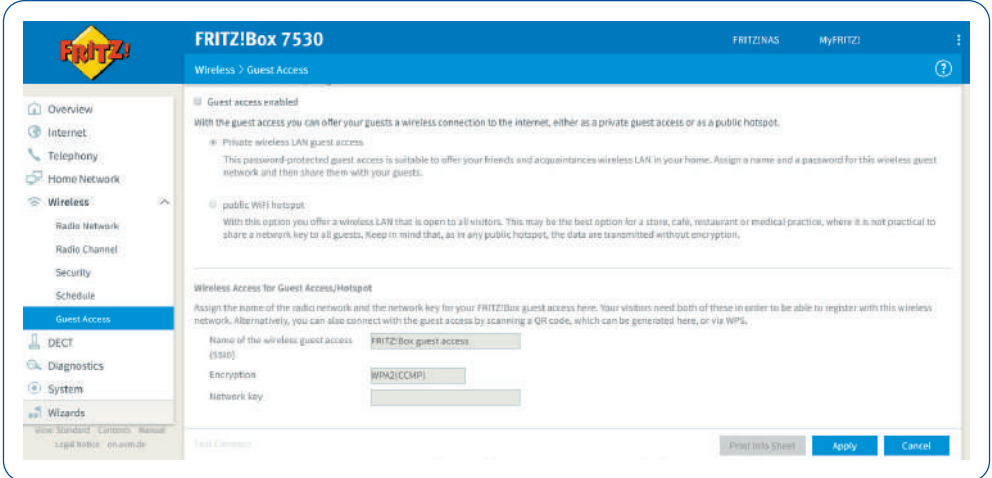 FRITZ!
FRITZ!Box 7530
FRITZ!NAS
MyFRITZ!
Wireless > Guest Access
Overview
Internet
Telephony
Home Network
Wireless
Radio Network
Radio Channel
Security
Schedule
Guest Access
DECT
Diagnostics
System
Wizards
View: Standard Contents Manual
Legal Notice en.avm.de
Guest access enabled
With the guest access you can offer your guests a wireless connection to the internet, either as a private guest access or as a public hotspot.
Private wireless LAN guest access
This password-protected guest access is suitable to offer your friends and acquaintances wireless LAN in your home. Assign a name and a password for this wireless guest
network and then share them with your guests.
public WiFi hotspot
With this option you offer a wireless LAN that is open to all visitors. This may be the best option for a store, café, restaurant or medical practice, where it is not practical to
share a network key to all guests. Keep in mind that, as in any public hotspot, the data are transmitted without encryption.
Wireless Access for Guest Access/Hotspot
Assign the name of the radio network and the network key for your FRITZ!Box guest access here. Your visitors need both of these in order to be able to register with this wireless
network. Alternatively, you can also connect with the guest access by scanning a QR code, which can be generated here, or via WPS.
Name of the wireless guest access
(SSID)
FRITZ!Box guest access
Encryption
WPA2(CCMP)
Network key
Print Info Sheet
Apply
Cancel